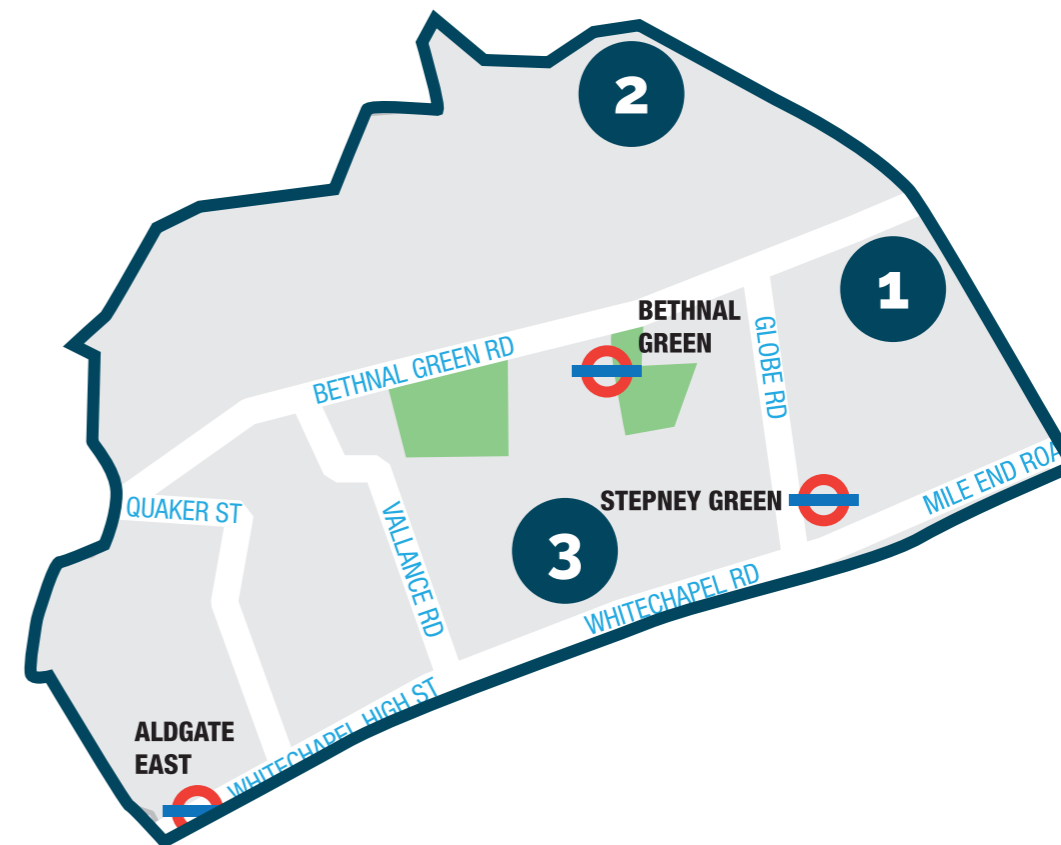 2
1
BETHNAL
GREEN
GLOBE RD
BETHNAL GREEN RD
STEPNEY GREEN
MILE END ROA
QUAKER ST
VALLANCE RD
3
WHITECHAPEL RD
WHITECHAPEL HIGH ST
ALDGATE
EAST